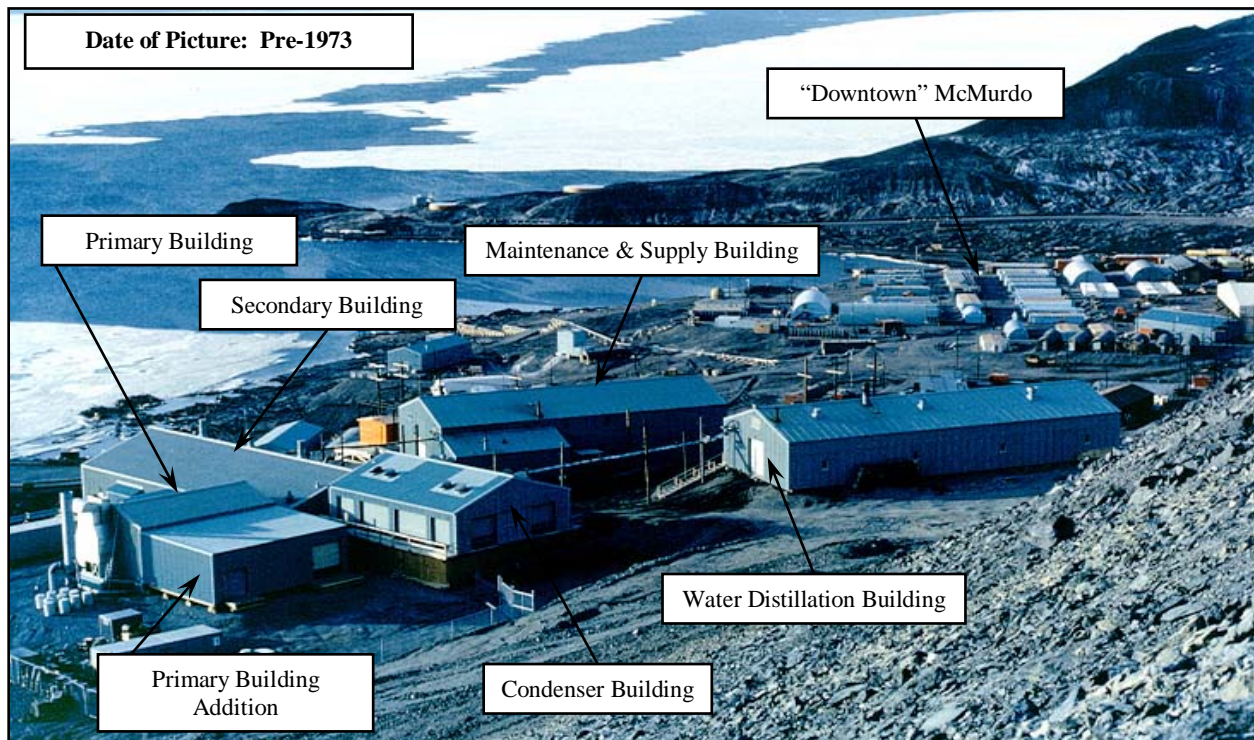 Date of Picture: Pre-1973
“Downtown” McMurdo
Primary Building
Maintenance & Supply Building
Secondary Building
Water Distillation Building
Primary Building
Addition
Condenser Building